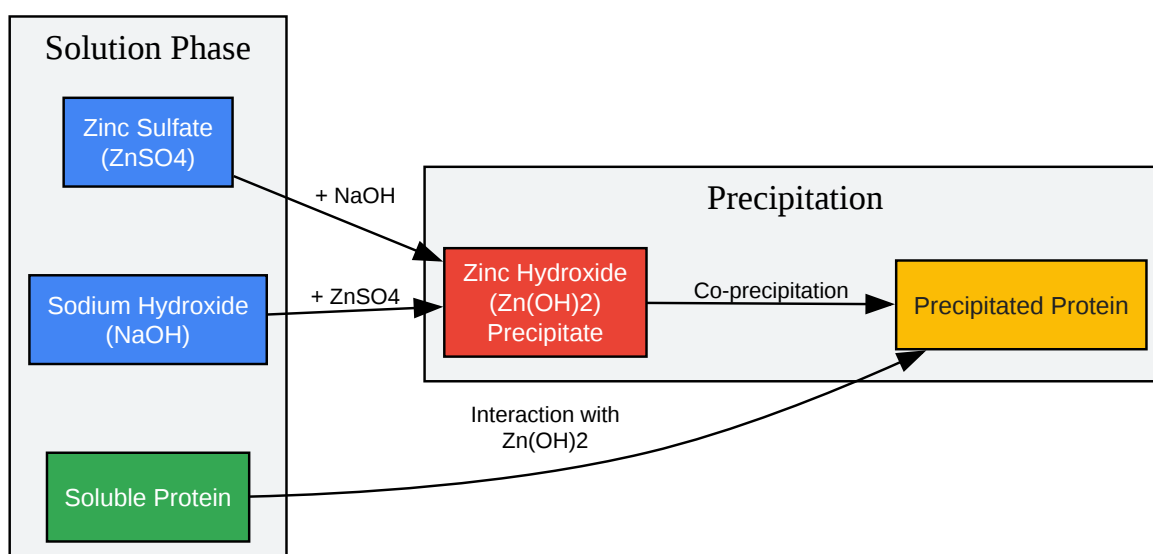 Solution Phase
Zinc Sulfate
(ZnSO4)
+ NaOH
Precipitation
Sodium Hydroxide
(NaOH)
+ ZnSO4
Zinc Hydroxide
(Zn(OH)2)
Precipitate
Co-precipitation
Precipitated Protein
Interaction with
Zn(OH)2
Soluble Protein